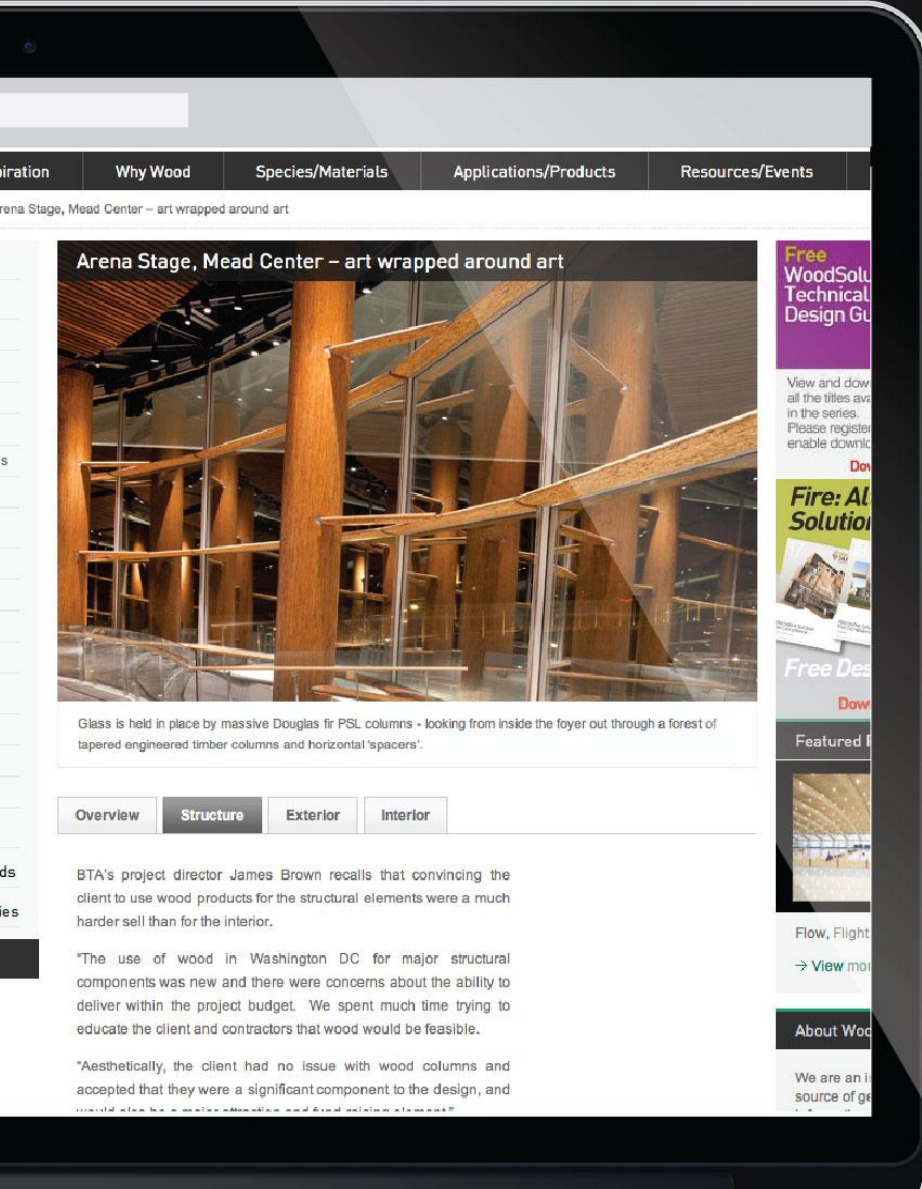 Why Wood
Species/Materials
Applications/Products
Resources/Events
Arena Stage, Mead Center – art wrapped around art
Arena Stage, Mead Center – art wrapped around art
s
ds
ies
Glass is held in place by massive Douglas fir PSL columns - looking from inside the foyer out through a forest of
tapered engineered timber columns and horizontal 'spacers'.
Overview
Structure
Exterior
Interior
BTA's project director James Brown recalls that convincing the
client to use wood products for the structural elements were a much
harder sell than for the interior.
"The use of wood in Washington DC for major structural
components was new and there were concerns about the ability to
deliver within the project budget. We spent much time trying to
educate the client and contractors that wood would be feasible.
"Aesthetically, the client had no issue with wood columns and
accepted that they were a significant component to the design, and
Free
WoodSolu
Technical
Design Gu
View and dow
all the titles ava
in the series.
Please register
enable downlo
Dow
Fire: Al
Solution
Free Des
Dow
Featured
Flow, Flight
→ View mor
About Woo
We are an i
source of ge